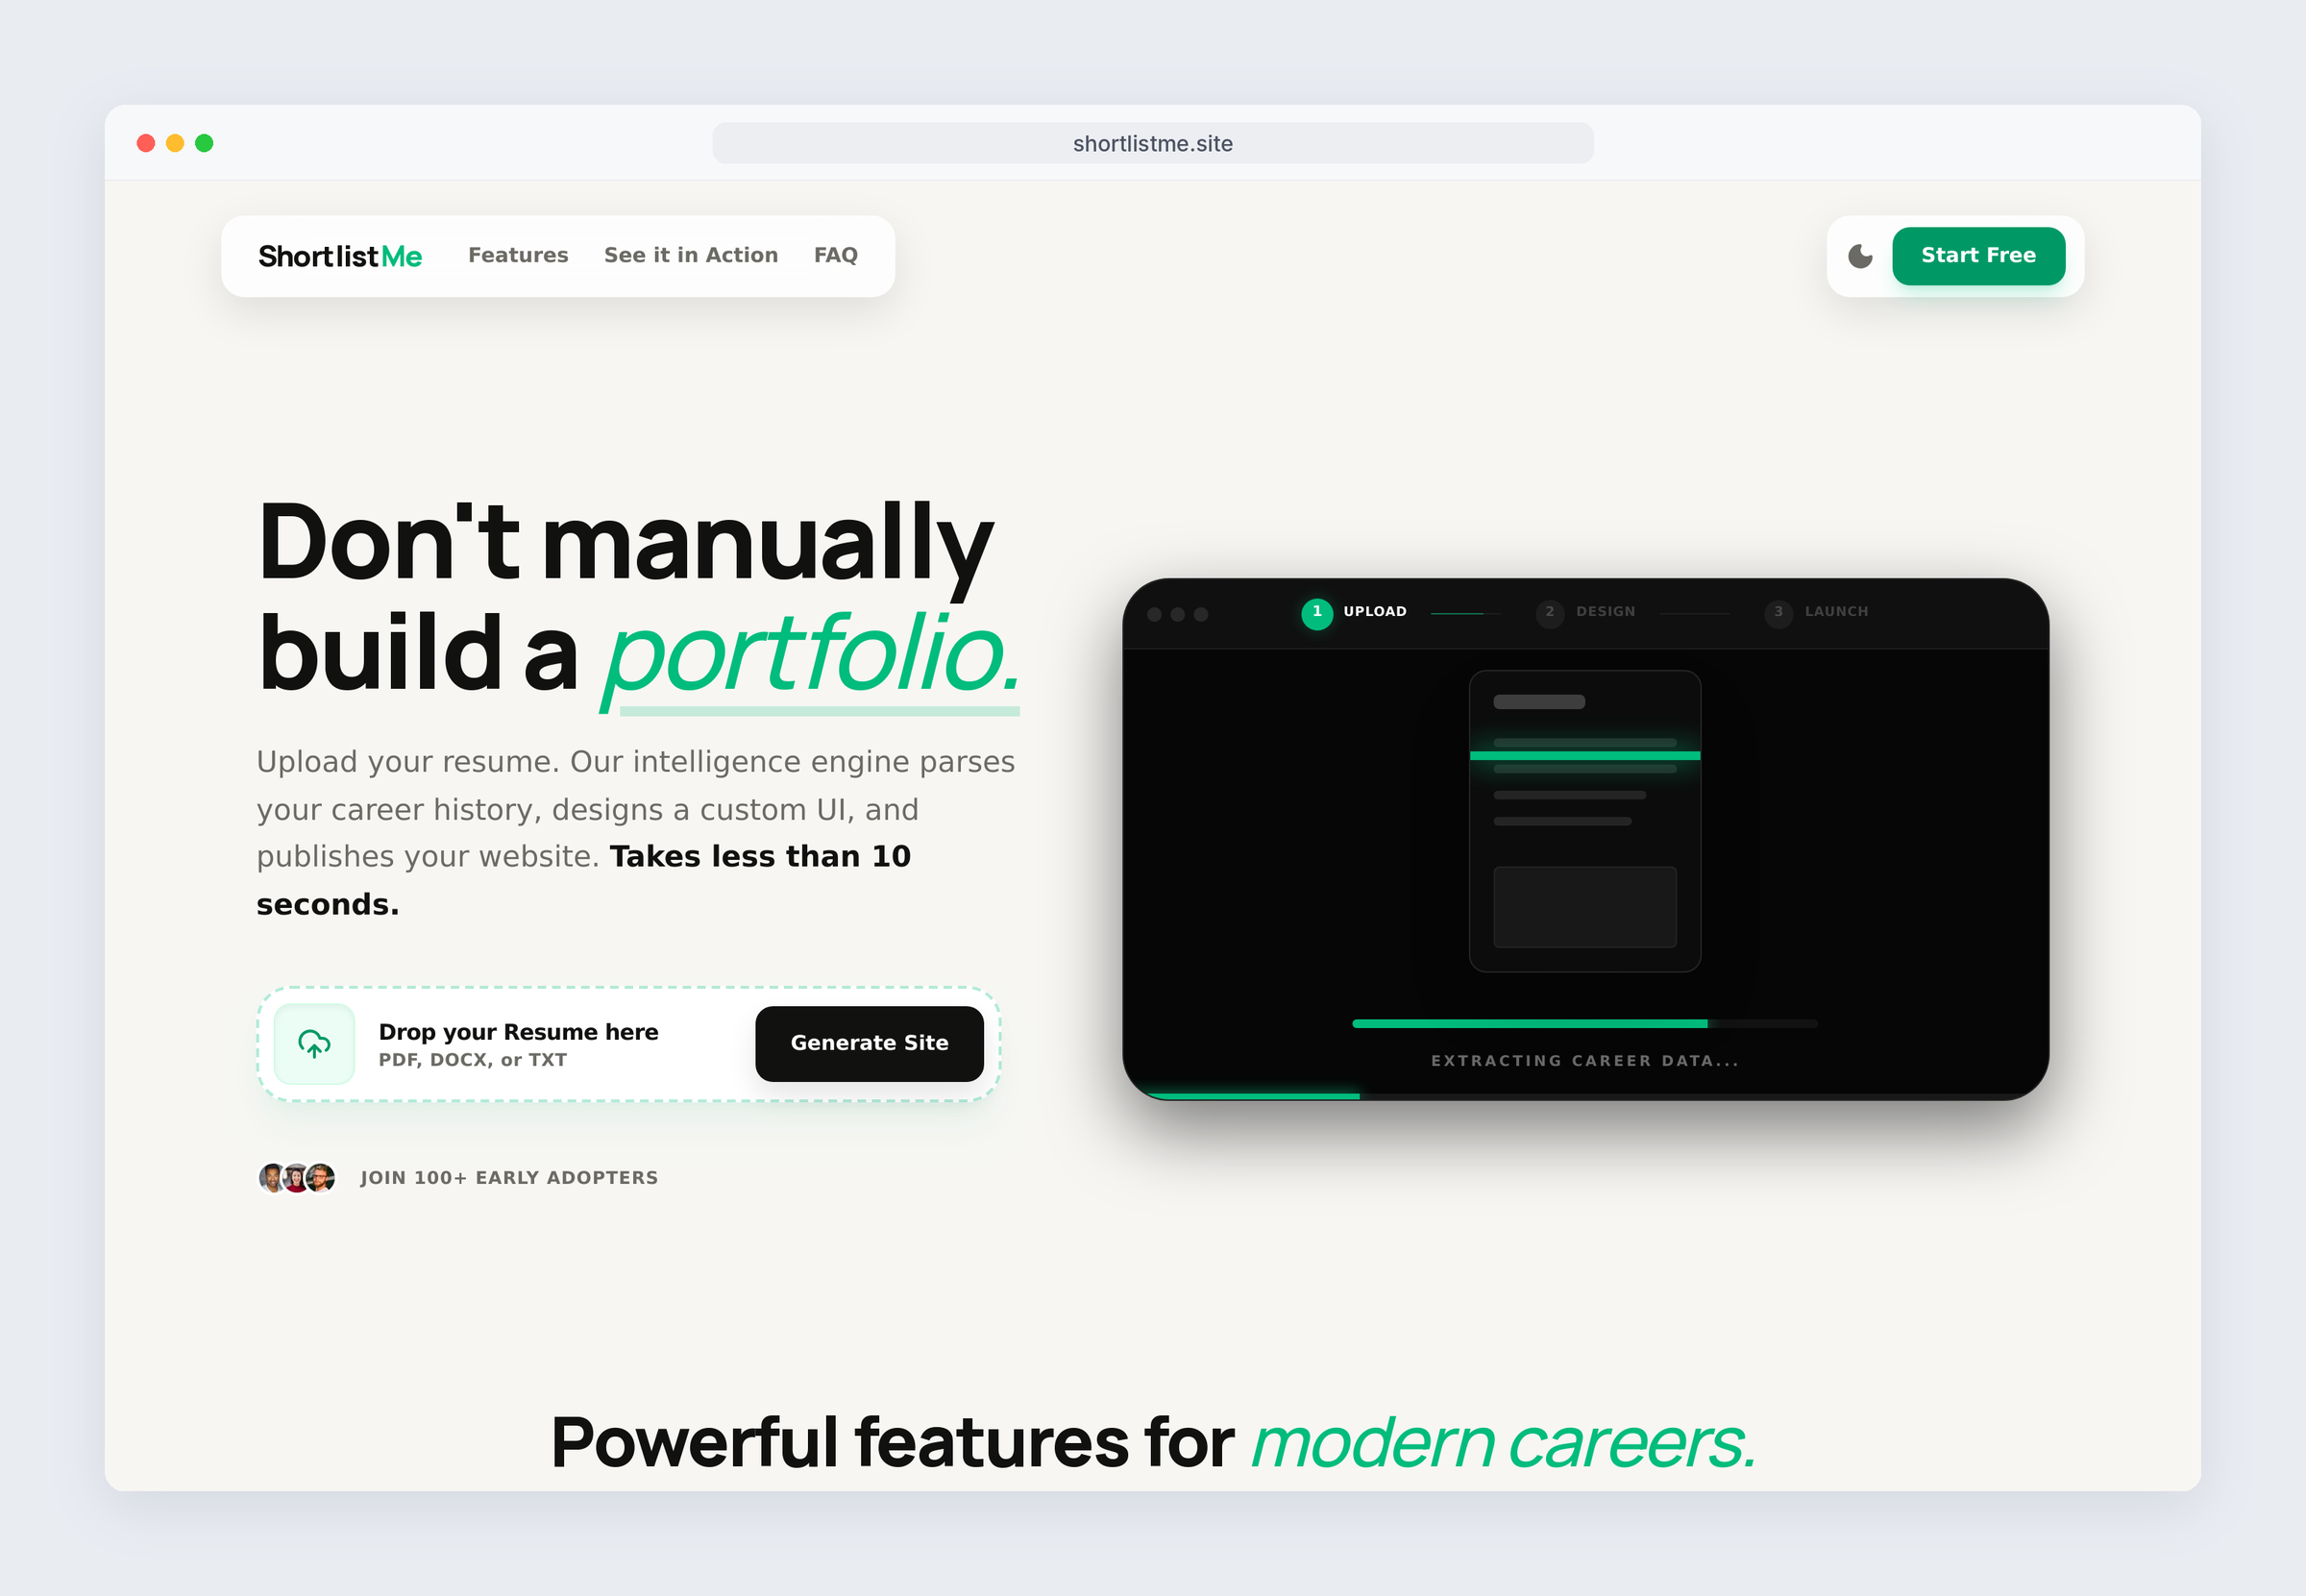 shortlistme.site
ShortlistMe Features See it in Action FAQ
Start Free
Don't manually
build a portfolio.
Upload your resume. Our intelligence engine parses
your career history, designs a custom UI, and
publishes your website. Takes less than 10
seconds.
Drop your Resume here
PDF, DOCX, or TXT
Generate Site
JOIN 100+ EARLY ADOPTERS
1 UPLOAD 2 DESIGN 3 LAUNCH
EXTRACTING CAREER DATA...
Powerful features for modern careers.